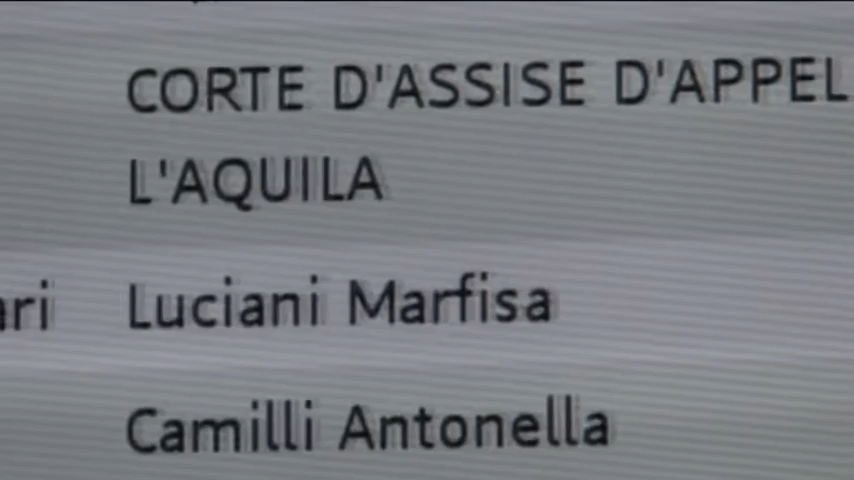 CORTE D'ASSISE D'APPEL
L'AQUILA
ari Luciani Marfisa
Camilli Antonella